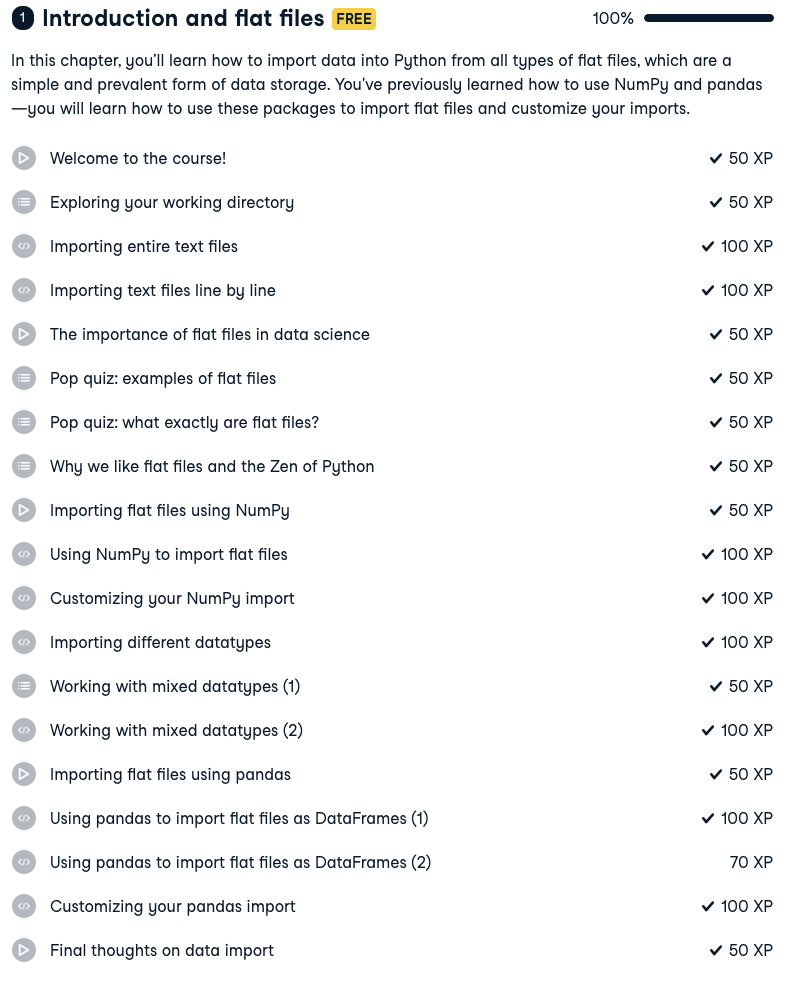 1 Introduction and flat files FREE 100%
In this chapter, you'll learn how to import data into Python from all types of flat files, which are a
simple and prevalent form of data storage. You've previously learned how to use NumPy and pandas
—you will learn how to use these packages to import flat files and customize your imports.
Welcome to the course! 50 XP
Exploring your working directory 50 XP
Importing entire text files 100 XP
Importing text files line by line 100 XP
The importance of flat files in data science 50 XP
Pop quiz: examples of flat files 50 XP
Pop quiz: what exactly are flat files? 50 XP
Why we like flat files and the Zen of Python 50 XP
Importing flat files using NumPy 50 XP
Using NumPy to import flat files 100 XP
Customizing your NumPy import 100 XP
Importing different datatypes 100 XP
Working with mixed datatypes (1) 50 XP
Working with mixed datatypes (2) 100 XP
Importing flat files using pandas 50 XP
Using pandas to import flat files as DataFrames (1) 100 XP
Using pandas to import flat files as DataFrames (2) 70 XP
Customizing your pandas import 100 XP
Final thoughts on data import 50 XP